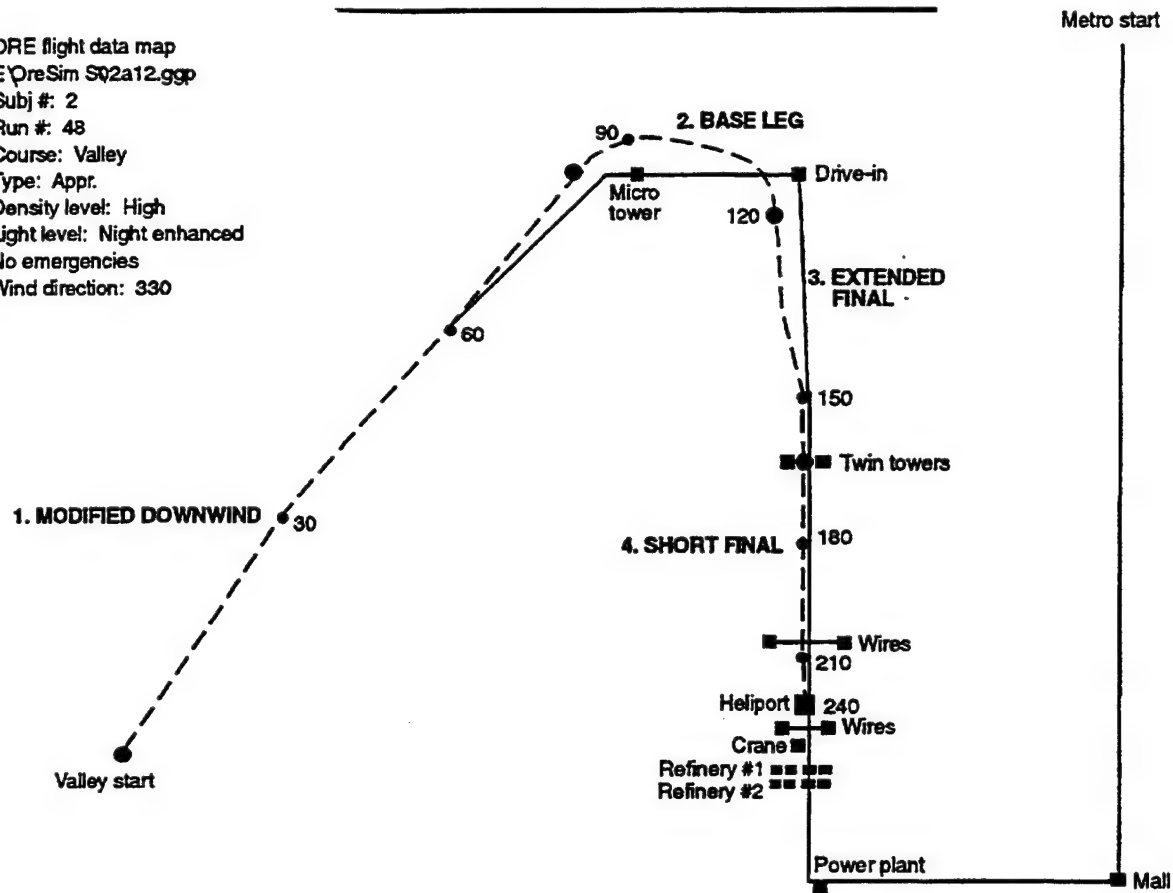 ORE flight data map
E\OreSim S02a12.ggp
Subj #: 2
Run #: 48
Course: Valley
Type: Appr.
Density level: High
Light level: Night enhanced
No emergencies
Wind direction: 330
Metro start
90
2. BASE LEG
Micro
tower
Drive-in
120
3. EXTENDED
FINAL
60
150
Twin towers
1. MODIFIED DOWNWIND
30
4. SHORT FINAL
180
Wires
210
Heliport
240
Wires
Crane
Refinery #1
Refinery #2
Valley start
Power plant
Mall